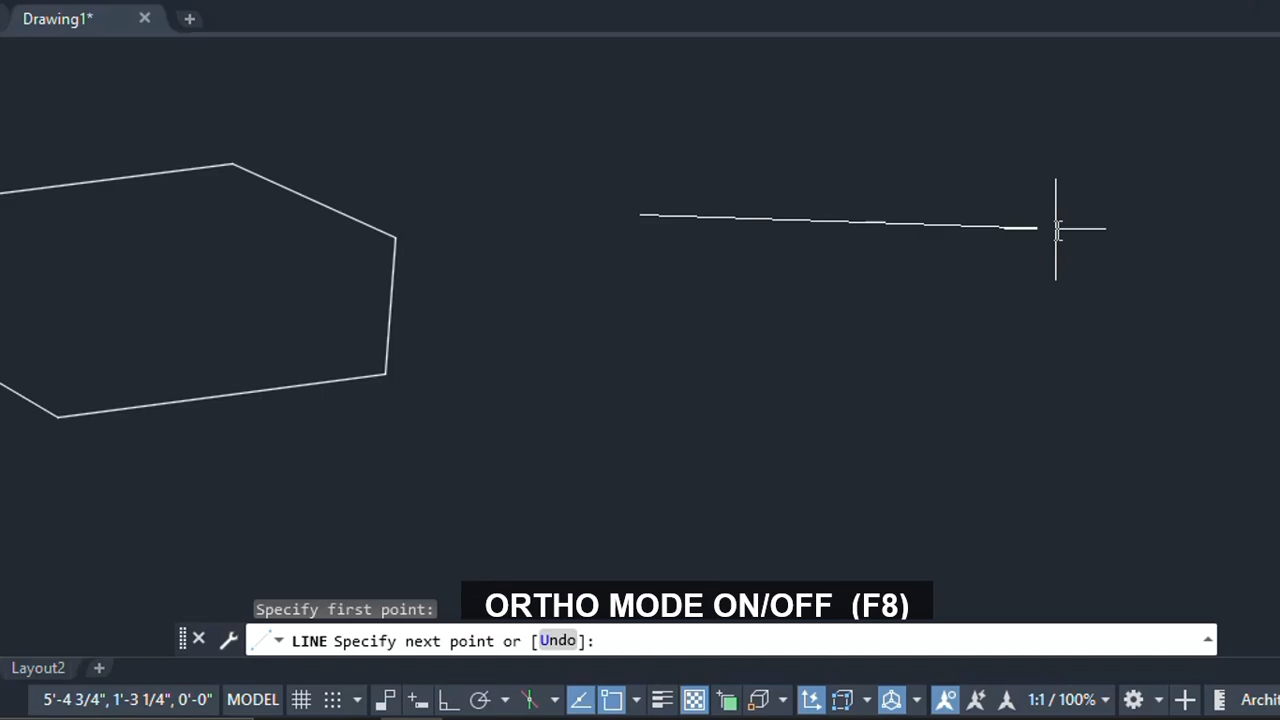 Drawing1*
ORTHO MODE ON/OFF (F8)
Specify first point:
LINE Specify next point or [Undo]:
Layout2
5'-4 3/4", 1'-3 1/4", 0'-0" MODEL 1:1 / 100% Archi